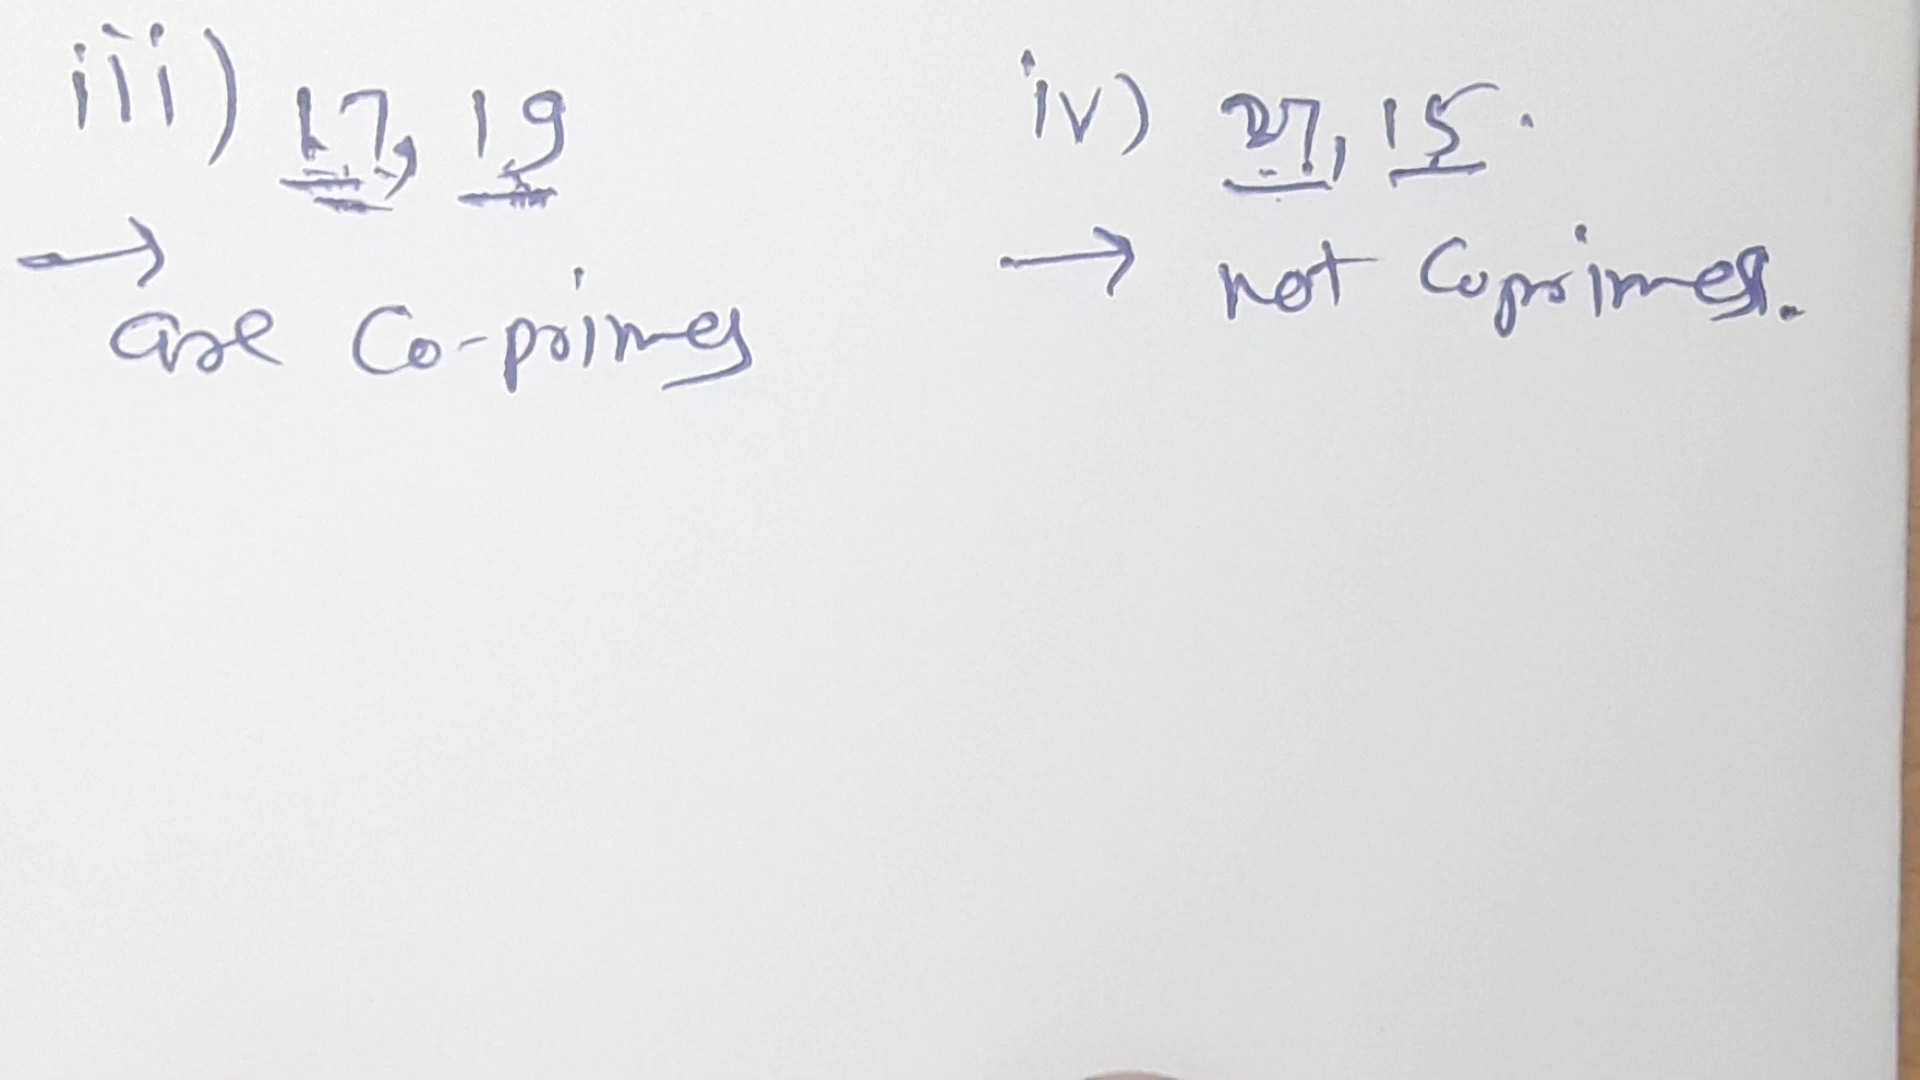 iii) 17, 19
→ are Co-primes
iv) 27, 15.
→ not Coprimes.